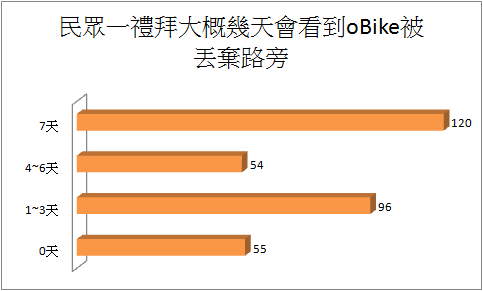 民眾一禮拜大概幾天會看到oBike被
丟棄路旁
7天 120
4~6天 54
1~3天 96
0天 55